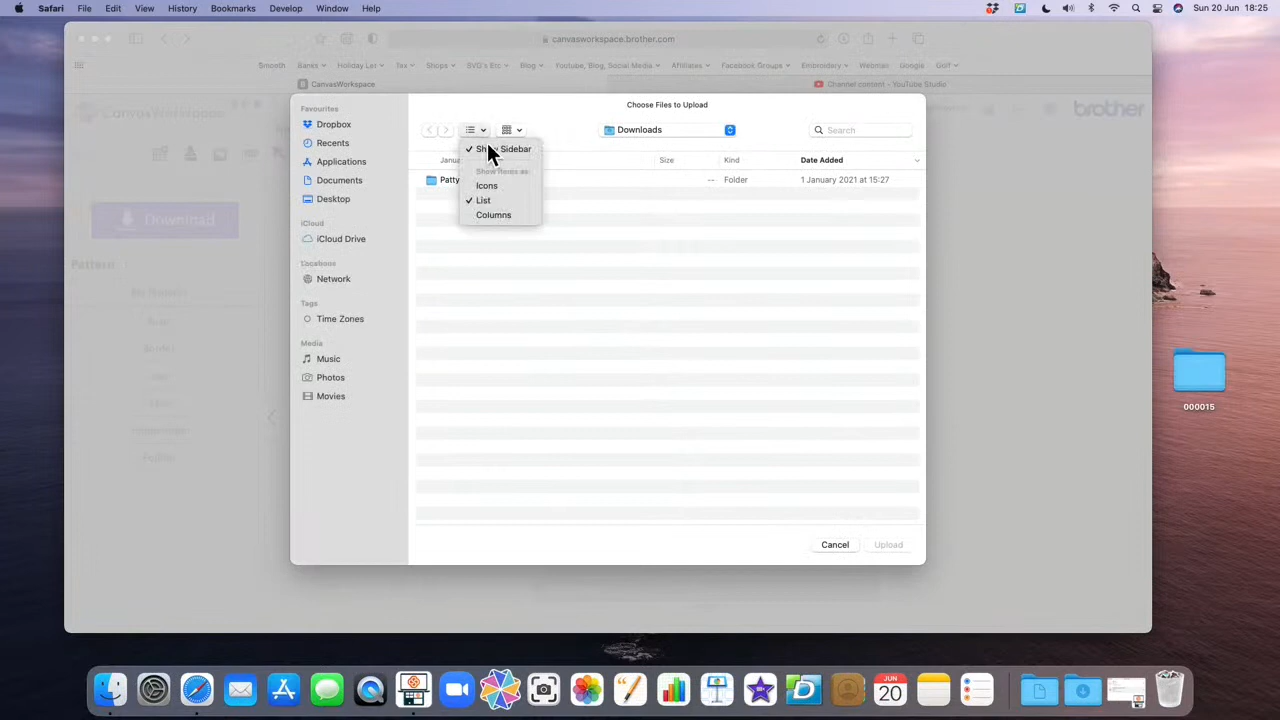 Safari File Edit View History Bookmarks Develop Window Help
Sun 20 Jun 18:25
canvasworkspace.brother.com
Smooth Banks Holiday Let Tax Shops BVG's Etc Blog Youtube, Blog, Social Media Affiliates Facebook Groups Embroidery Webmail Google Golf
CanvasWorkspace
Channel content - YouTube Studio
CanvasWorkspace
brother
Download
Pattern
Choose Files to Upload
Downloads
Search
Favourites
Dropbox
Recents
Applications
Documents
Desktop
iCloud
iCloud Drive
Locations
Network
Tags
Time Zones
Media
Music
Photos
Movies
Size Kind Date Added
Patty
-- Folder 1 January 2021 at 15:27
Sidebar
Show Items as
Icons
List
Columns
Cancel Upload
000015
JUN
20